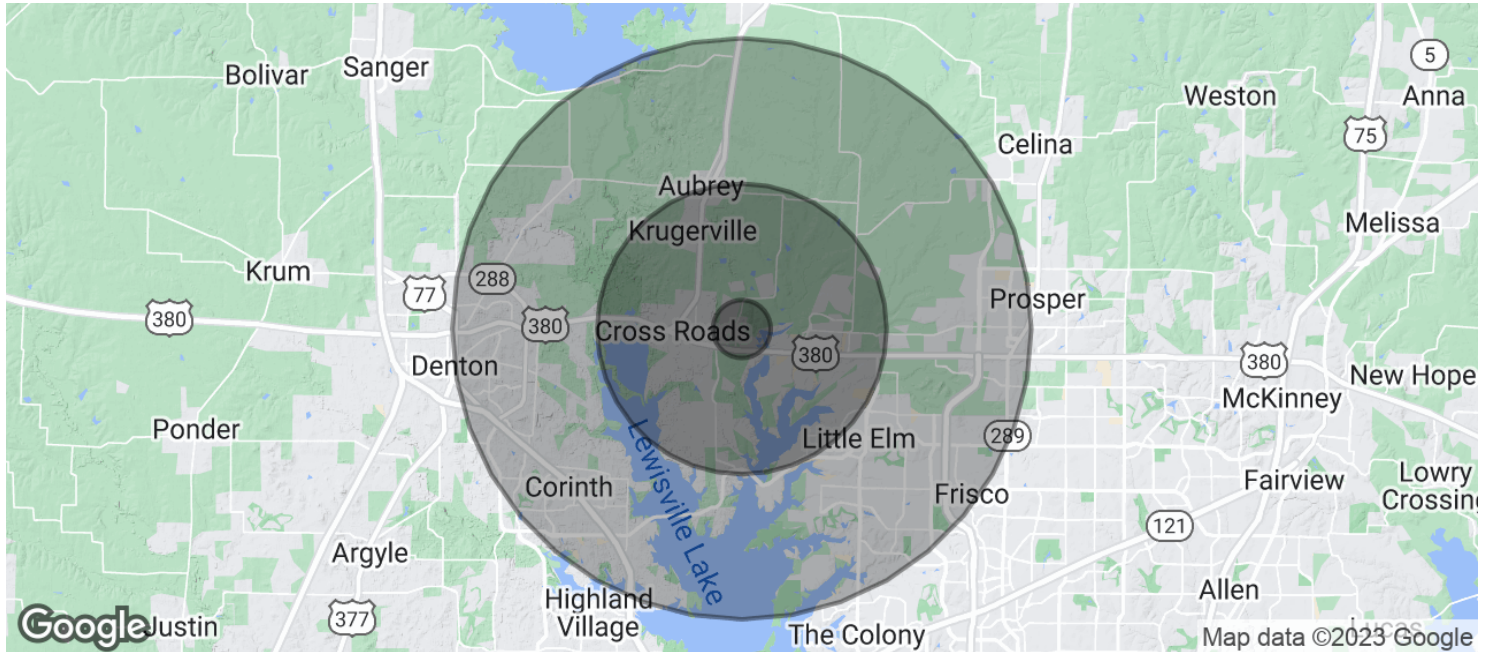 Bolivar
Sanger
5
Weston
Anna
75
Celina
Aubrey
Melissa
Krugerville
Krum
288
77
Prosper
380
380
Cross Roads
380
380
Denton
New Hope
McKinney
Ponder
Little Elm
289
Lewisville Lake
Corinth
Frisco
Fairview
Lowry
Crossing
121
Argyle
Allen
Highland
Village
377
Google
Justin
The Colony
Lucas
Map data ©2023 Google